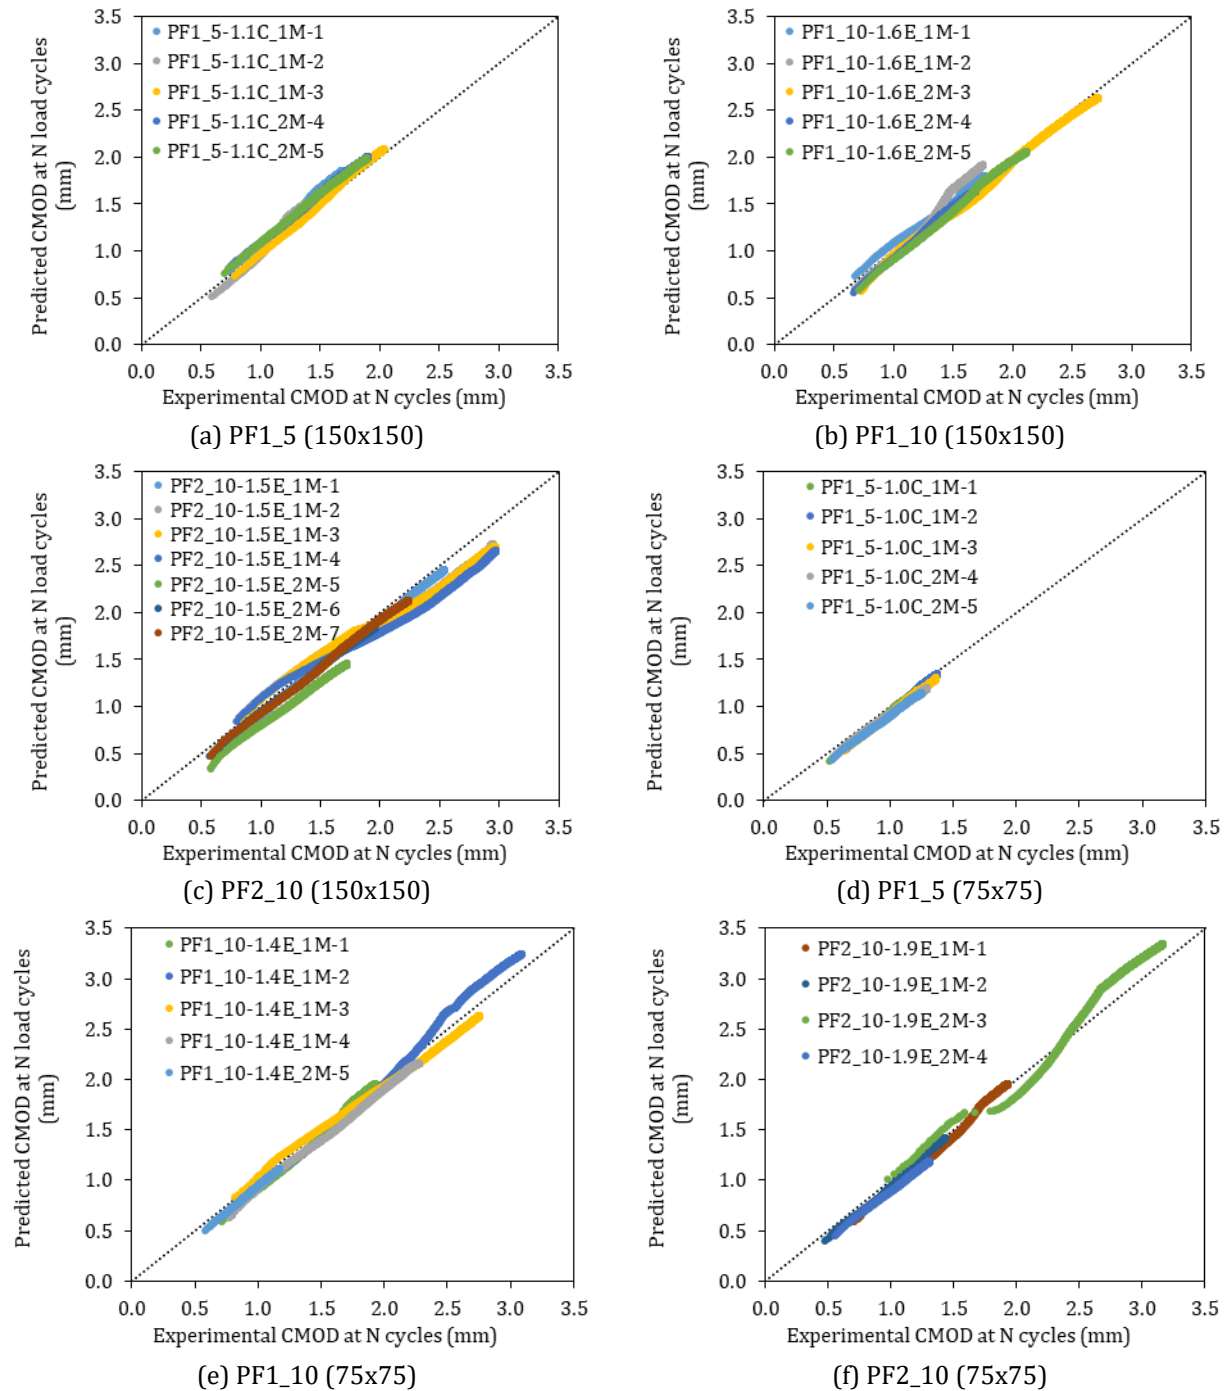 3.5
3.0
2.5
2.0
1.5
1.0
0.5
0.0
0.0 0.5 1.0 1.5 2.0 2.5 3.0 3.5
Predicted CMOD at N load cycles
(mm)
Experimental CMOD at N cycles (mm)
PF1_5-1.1C_1M-1
PF1_5-1.1C_1M-2
PF1_5-1.1C_1M-3
PF1_5-1.1C_2M-4
PF1_5-1.1C_2M-5
(a) PF1_5 (150x150)
3.5
3.0
2.5
2.0
1.5
1.0
0.5
0.0
0.0 0.5 1.0 1.5 2.0 2.5 3.0 3.5
Predicted CMOD at N load cycles
(mm)
Experimental CMOD at N cycles (mm)
PF1_10-1.6E_1M-1
PF1_10-1.6E_1M-2
PF1_10-1.6E_2M-3
PF1_10-1.6E_2M-4
PF1_10-1.6E_2M-5
(b) PF1_10 (150x150)
3.5
3.0
2.5
2.0
1.5
1.0
0.5
0.0
0.0 0.5 1.0 1.5 2.0 2.5 3.0 3.5
Predicted CMOD at N load cycles
(mm)
Experimental CMOD at N cycles (mm)
PF2_10-1.5E_1M-1
PF2_10-1.5E_1M-2
PF2_10-1.5E_1M-3
PF2_10-1.5E_1M-4
PF2_10-1.5E_2M-5
PF2_10-1.5E_2M-6
PF2_10-1.5E_2M-7
(c) PF2_10 (150x150)
3.5
3.0
2.5
2.0
1.5
1.0
0.5
0.0
0.0 0.5 1.0 1.5 2.0 2.5 3.0 3.5
Predicted CMOD at N load cycles
(mm)
Experimental CMOD at N cycles (mm)
PF1_5-1.0C_1M-1
PF1_5-1.0C_1M-2
PF1_5-1.0C_1M-3
PF1_5-1.0C_2M-4
PF1_5-1.0C_2M-5
(d) PF1_5 (75x75)
3.5
3.0
2.5
2.0
1.5
1.0
0.5
0.0
0.0 0.5 1.0 1.5 2.0 2.5 3.0 3.5
Predicted CMOD at N load cycles
(mm)
Experimental CMOD at N cycles (mm)
PF1_10-1.4E_1M-1
PF1_10-1.4E_1M-2
PF1_10-1.4E_1M-3
PF1_10-1.4E_1M-4
PF1_10-1.4E_2M-5
(e) PF1_10 (75x75)
3.5
3.0
2.5
2.0
1.5
1.0
0.5
0.0
0.0 0.5 1.0 1.5 2.0 2.5 3.0 3.5
Predicted CMOD at N load cycles
(mm)
Experimental CMOD at N cycles (mm)
PF2_10-1.9E_1M-1
PF2_10-1.9E_1M-2
PF2_10-1.9E_2M-3
PF2_10-1.9E_2M-4
(f) PF2_10 (75x75)